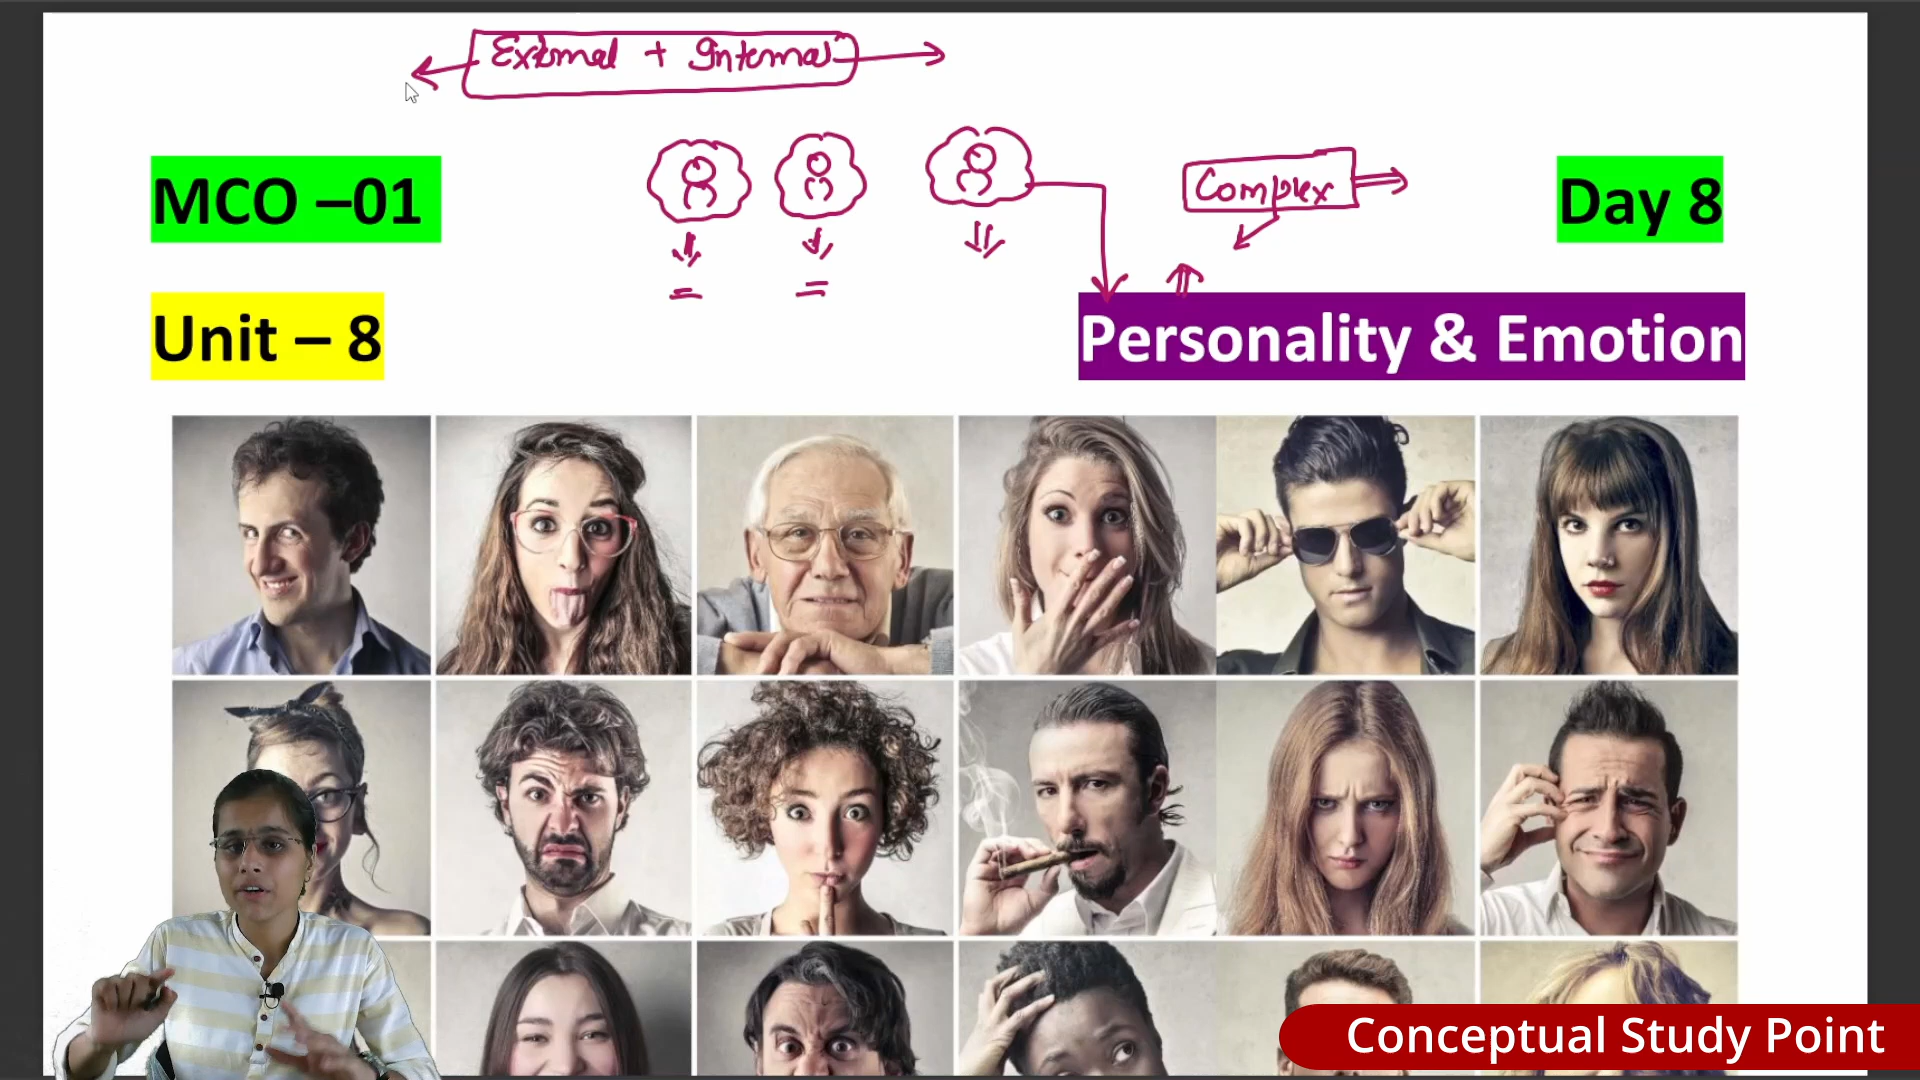 External + Internal
Complex
MCO –01
Day 8
Unit – 8
Personality & Emotion
Conceptual Study Point